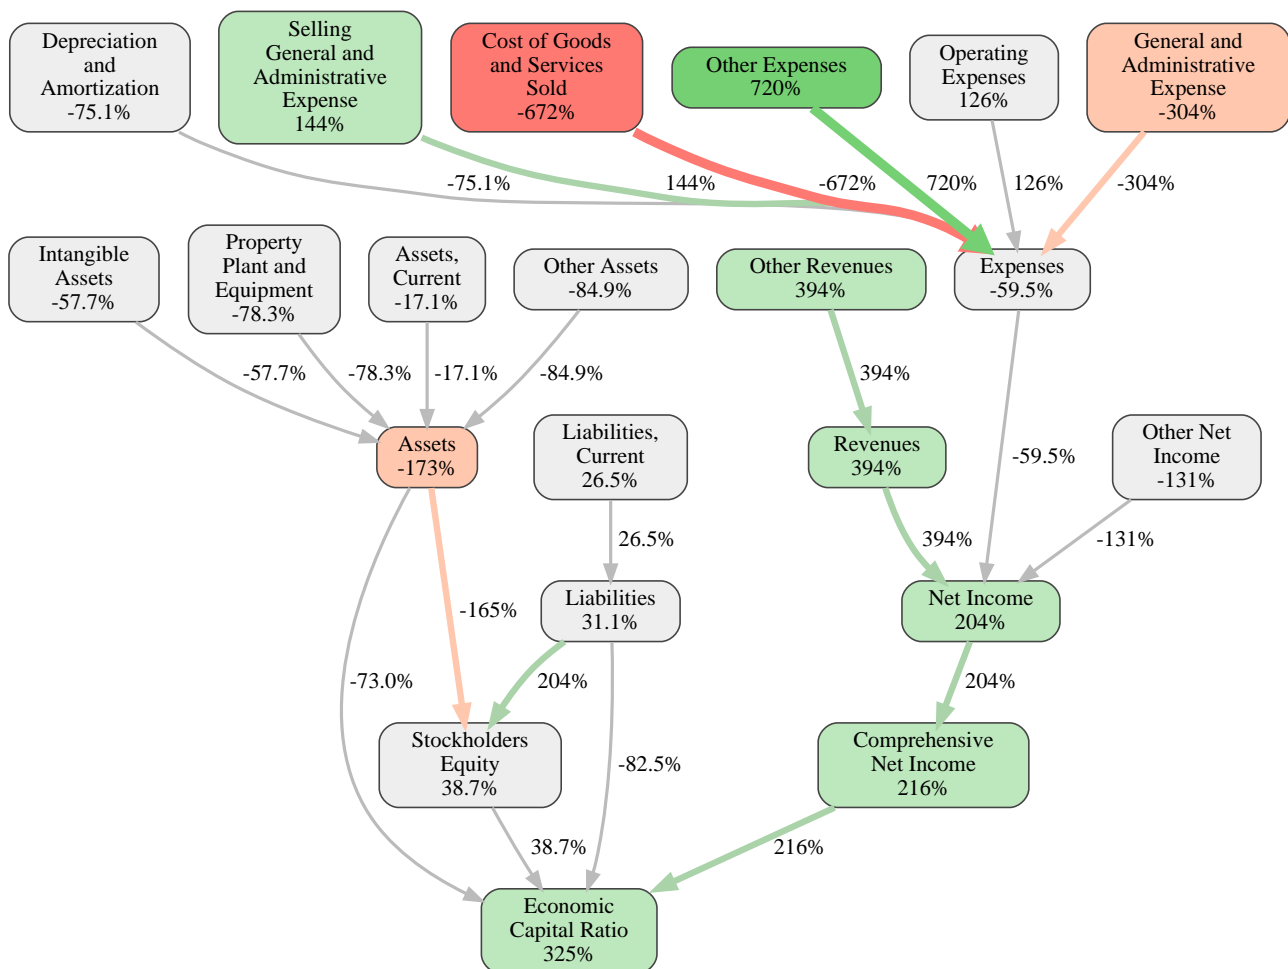 Depreciation
and
Amortization
-75.1%
Selling
General and
Administrative
Expense
144%
Cost of Goods
and Services
Sold
-672%
Other Expenses
720%
Operating
Expenses
126%
General and
Administrative
Expense
-304%
-75.1%
144%
-672%
720%
126%
-304%
Intangible
Assets
-57.7%
Property
Plant and
Equipment
-78.3%
Assets,
Current
-17.1%
Other Assets
-84.9%
Other Revenues
394%
Expenses
-59.5%
-57.7%
-78.3%
-17.1%
-84.9%
394%
Assets
-173%
Liabilities,
Current
26.5%
Revenues
394%
-59.5%
Other Net
Income
-131%
26.5%
394%
-131%
-165%
Liabilities
31.1%
Net Income
204%
-73.0%
204%
204%
Stockholders
Equity
38.7%
-82.5%
Comprehensive
Net Income
216%
38.7%
216%
Economic
Capital Ratio
325%